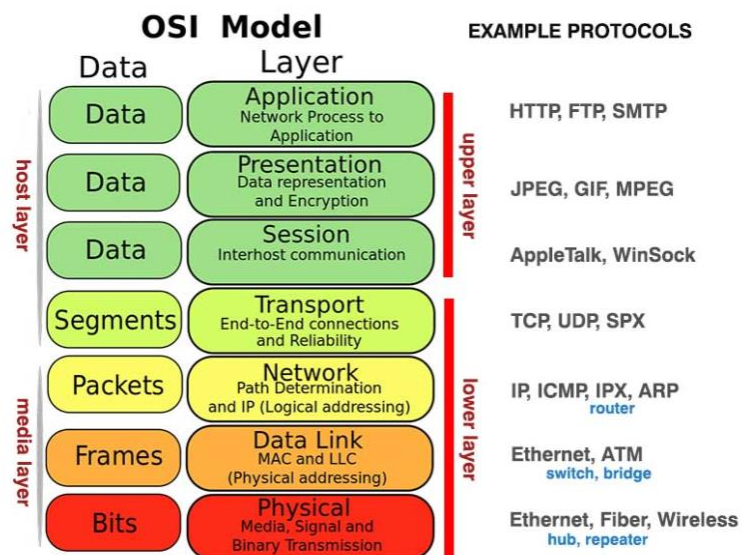 OSI Model
EXAMPLE PROTOCOLS
Data
Layer
Data
Application
Network Process to
Application
HTTP, FTP, SMTP
Data
Presentation
Data representation
and Encryption
JPEG, GIF, MPEG
Data
Session
Interhost communication
AppleTalk, WinSock
Segments
Transport
End-to-End connections
and Reliability
TCP, UDP, SPX
Packets
Network
Path Determination
and IP (Logical addressing)
IP, ICMP, IPX, ARP
router
Frames
Data Link
MAC and LLC
(Physical addressing)
Ethernet, ATM
switch, bridge
Bits
Physical
Media, Signal and
Binary Transmission
Ethernet, Fiber, Wireless
hub, repeater
host layer
media layer
upper layer
lower layer